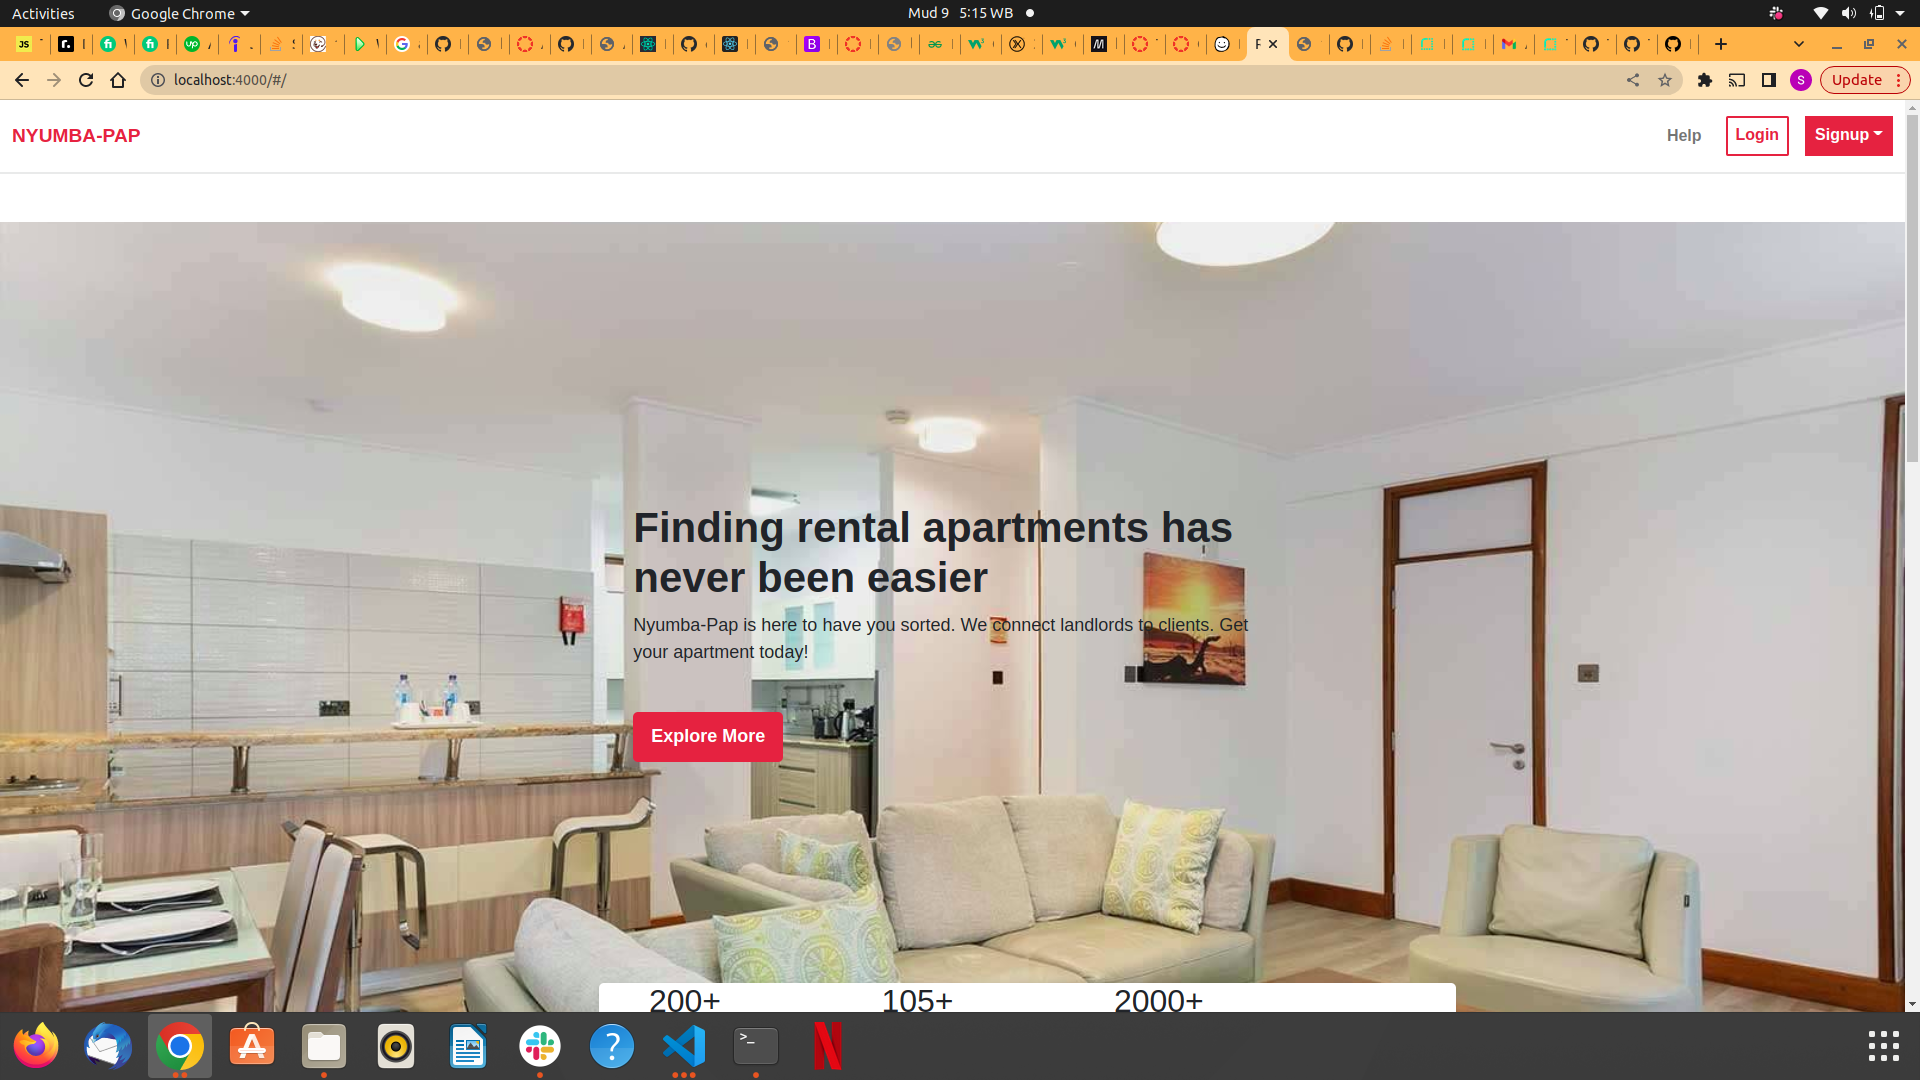 Activities
Google Chrome
Mud 9 5:15 WB
localhost:4000/#/
S
Update
NYUMBA-PAP
Help
Login
Signup
Finding rental apartments has
never been easier
Nyumba-Pap is here to have you sorted. We connect landlords to clients. Get
your apartment today!
Explore More
200+
105+
2000+